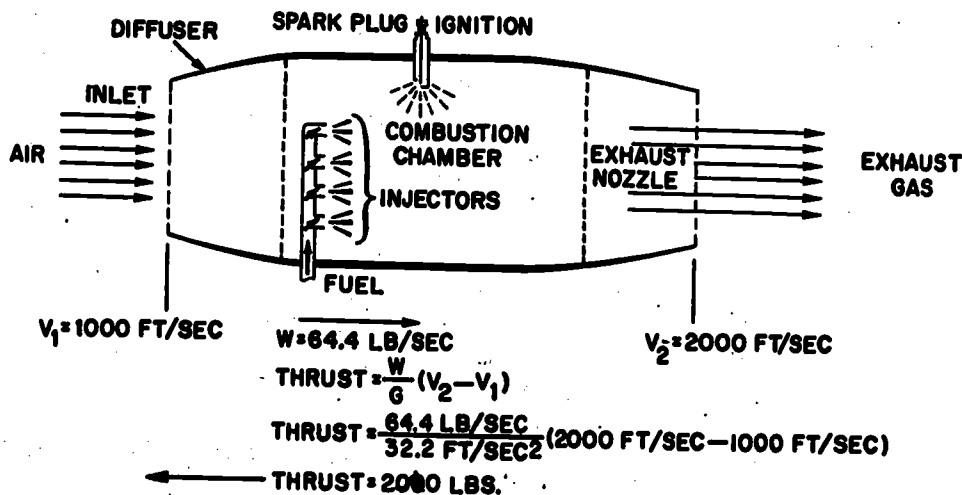 SPARK PLUG IGNITION
DIFFUSER
INLET
AIR
COMBUSTION
CHAMBER
INJECTORS
EXHAUST
NOZZLE
EXHAUST
GAS
FUEL
V₁=1000 FT/SEC
W=64.4 LB/SEC
V₂=2000 FT/SEC
THRUST=W/G(V₂–V₁)
THRUST=64.4 LB/SEC/32.2 FT/SEC2(2000 FT/SEC–1000 FT/SEC)
THRUST=2000 LBS.